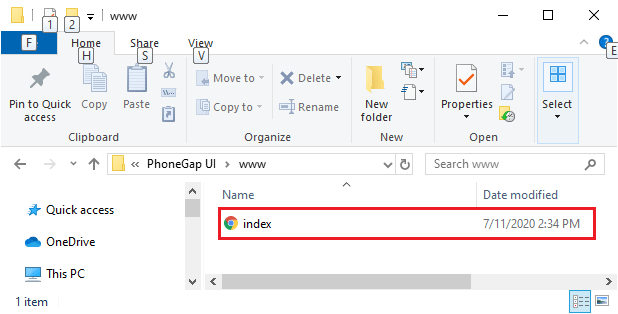 1 2 www
F Home Share View E
H S V
Pin to Quick access
Copy
Paste
Clipboard
Move to
Copy to
Delete
Rename
Organize
New folder
New
Properties
Open
Select
« PhoneGap UI › www
Search www
Quick access
OneDrive
This PC
Name Date modified
index 7/11/2020 2:34 PM
1 item